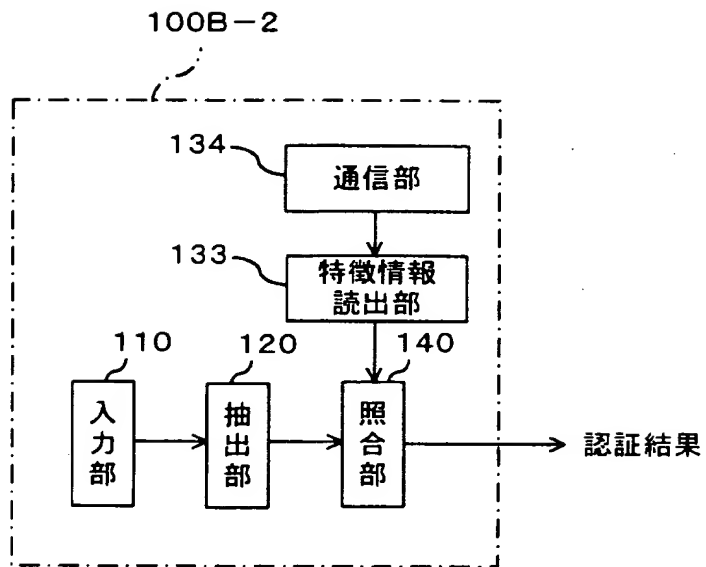 100B-2
134
通信部
133
特徴情報
読出部
110
120
140
入力部
抽出部
照合部
認証結果